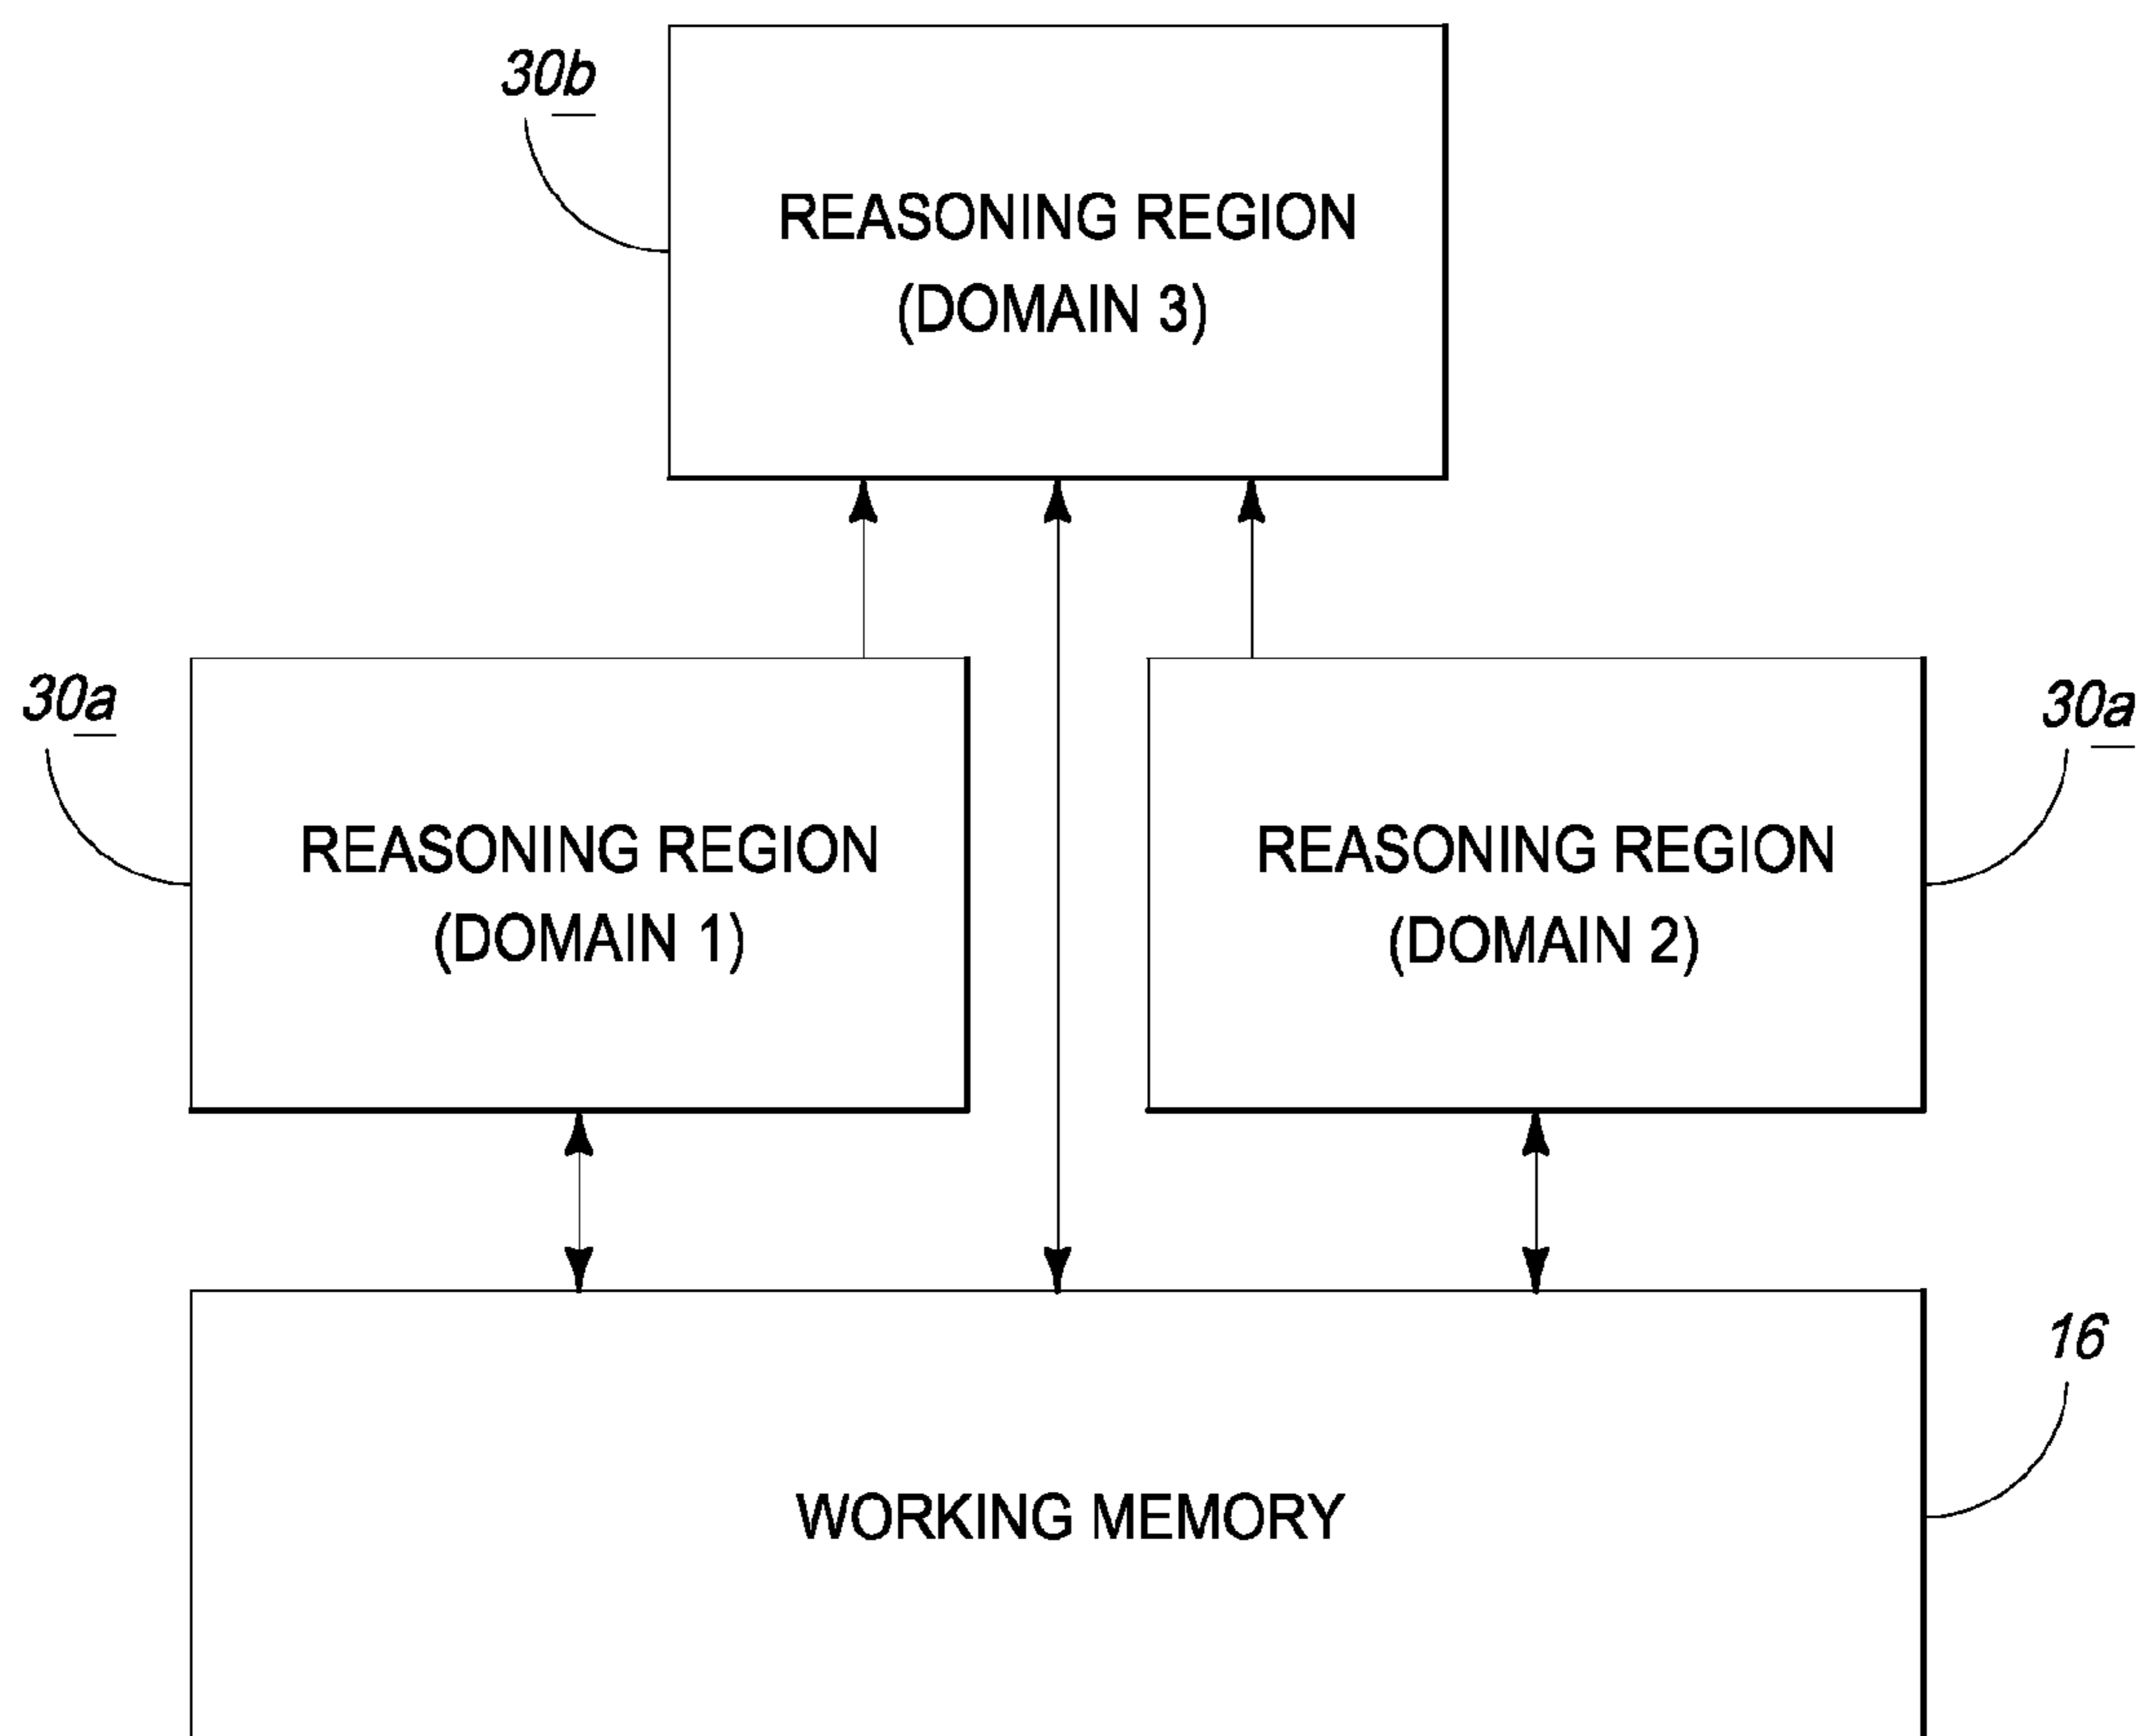 30b
REASONING REGION
(DOMAIN 3)
30a
REASONING REGION
(DOMAIN 1)
30a
REASONING REGION
(DOMAIN 2)
16
WORKING MEMORY